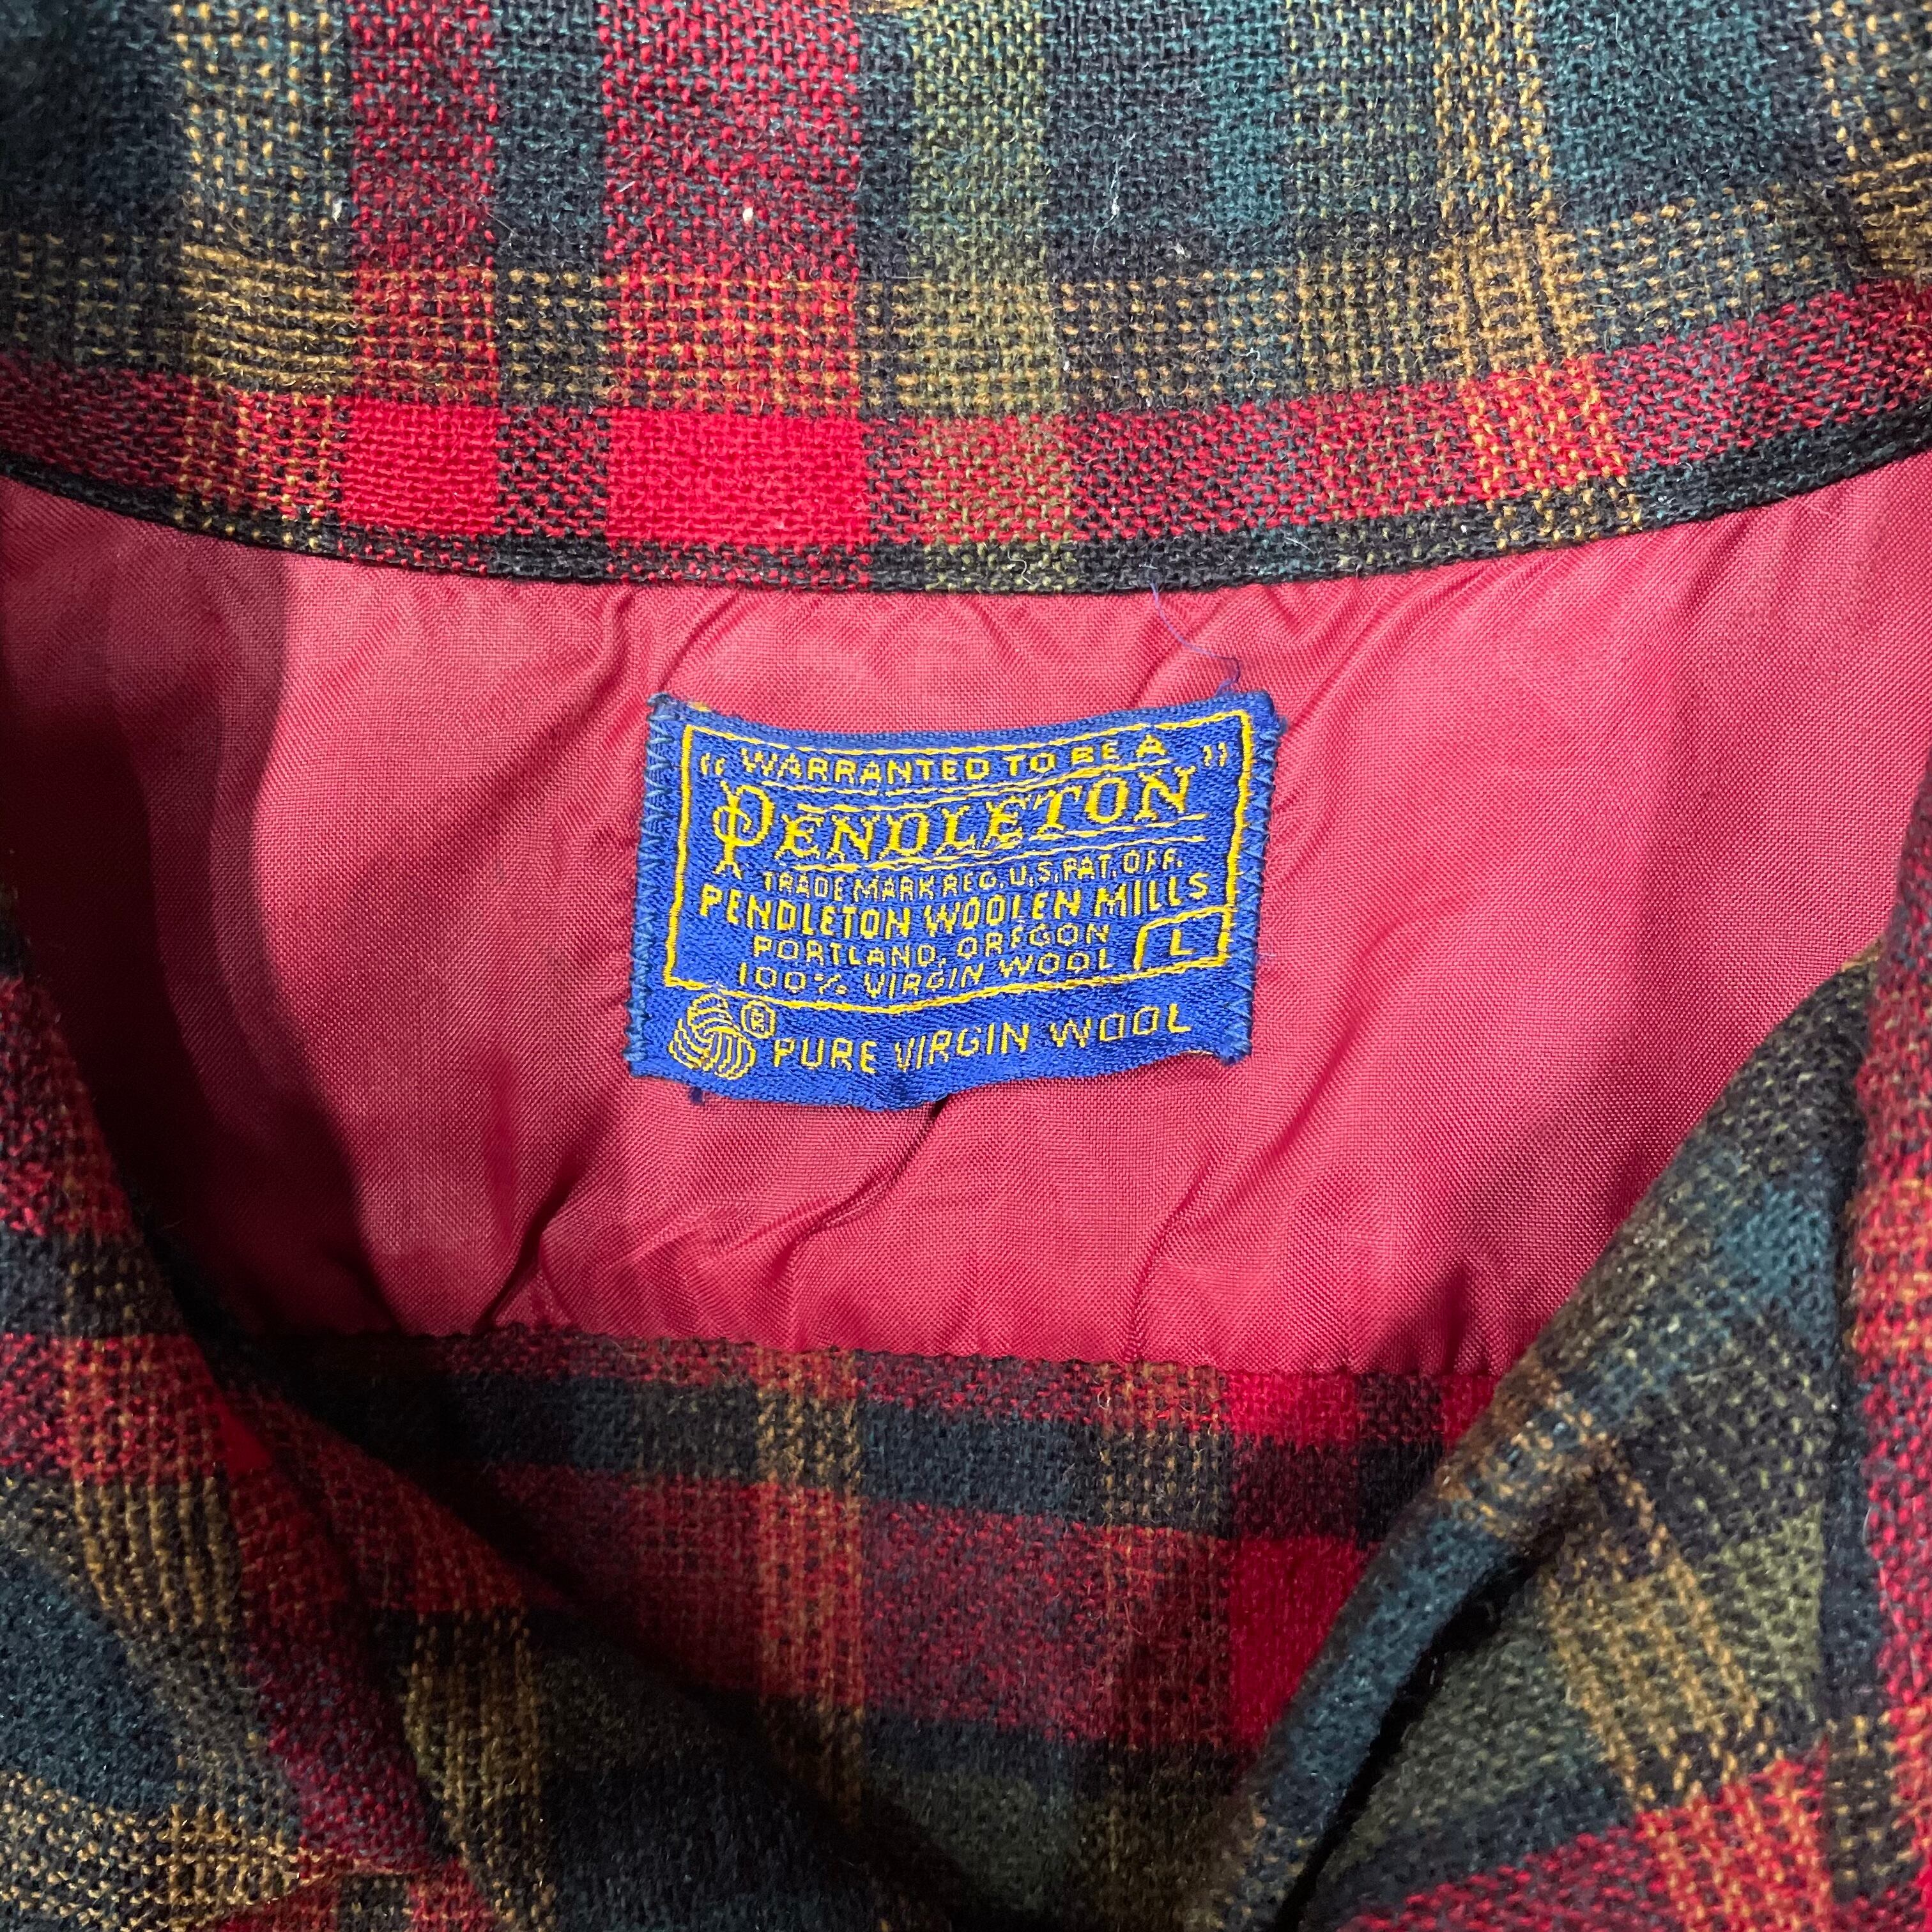 “ WARRANTED TO BE A ”
PENDLETON
TRADE MARK REG. U.S. PAT. OFF.
PENDLETON WOOLEN MILLS
PORTLAND, OREGON
100% VIRGIN WOOL L
® PURE VIRGIN WOOL